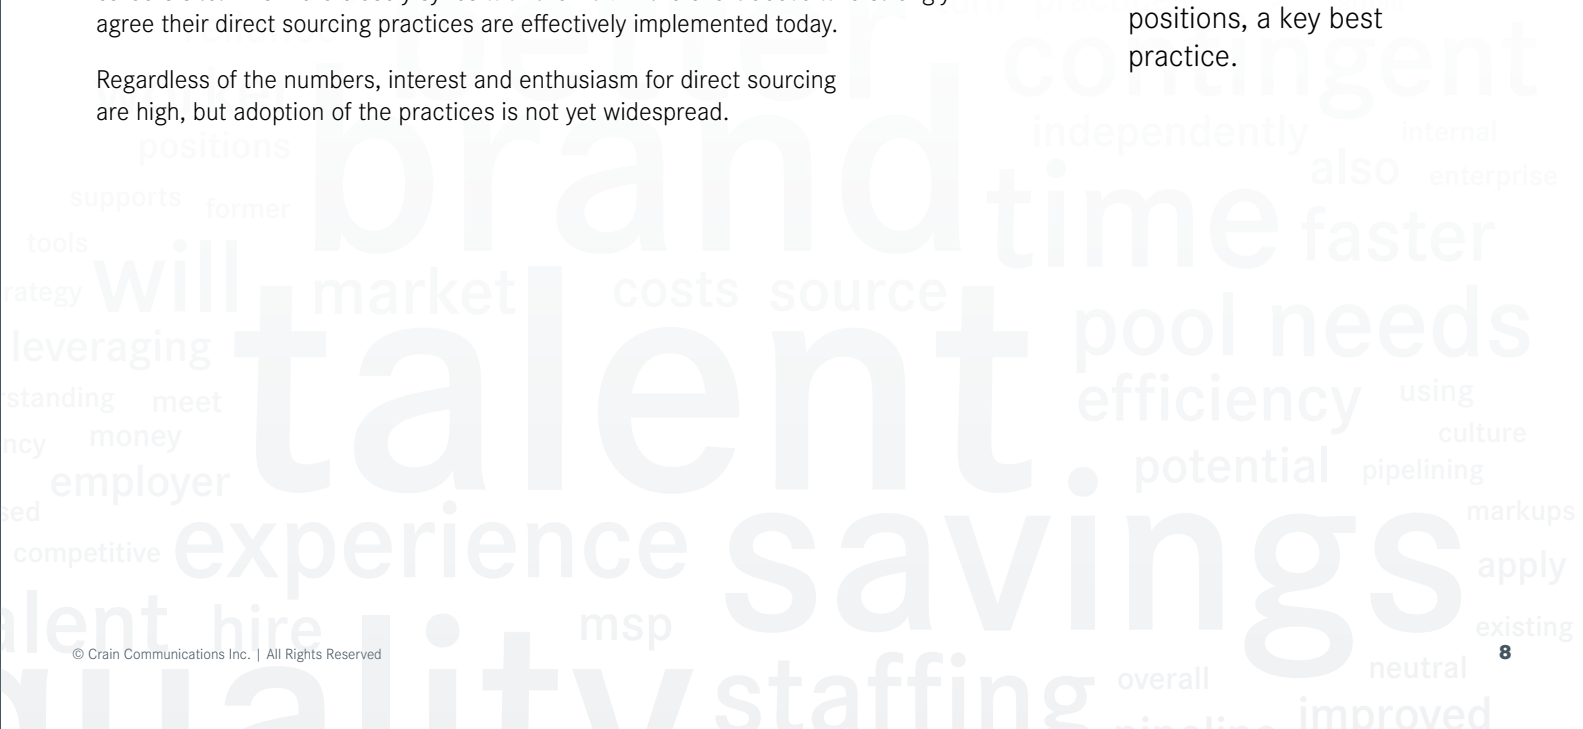 agree their direct sourcing practices are effectively implemented today.
Regardless of the numbers, interest and enthusiasm for direct sourcing
are high, but adoption of the practices is not yet widespread.
positions, a key best
practice.
contingent
brand
independently
internal
positions
also
enterprise
time
supports
former
faster
tools
will
market
costs
source
talent.
pool
needs
leveraging
efficiency
using
meet
money
culture
employer
potential
pipelining
experience
savings
markups
competitive
apply
hire
msp
existing
© Crain Communications Inc. | All Rights Reserved
8
quality
staffing
overall
neutral
pipeline
improved